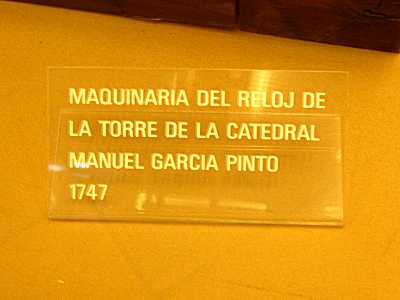 MAQUINARIA DEL RELOJ DE
LA TORRE DE LA CATEDRAL
MANUEL GARCIA PINTO
1747